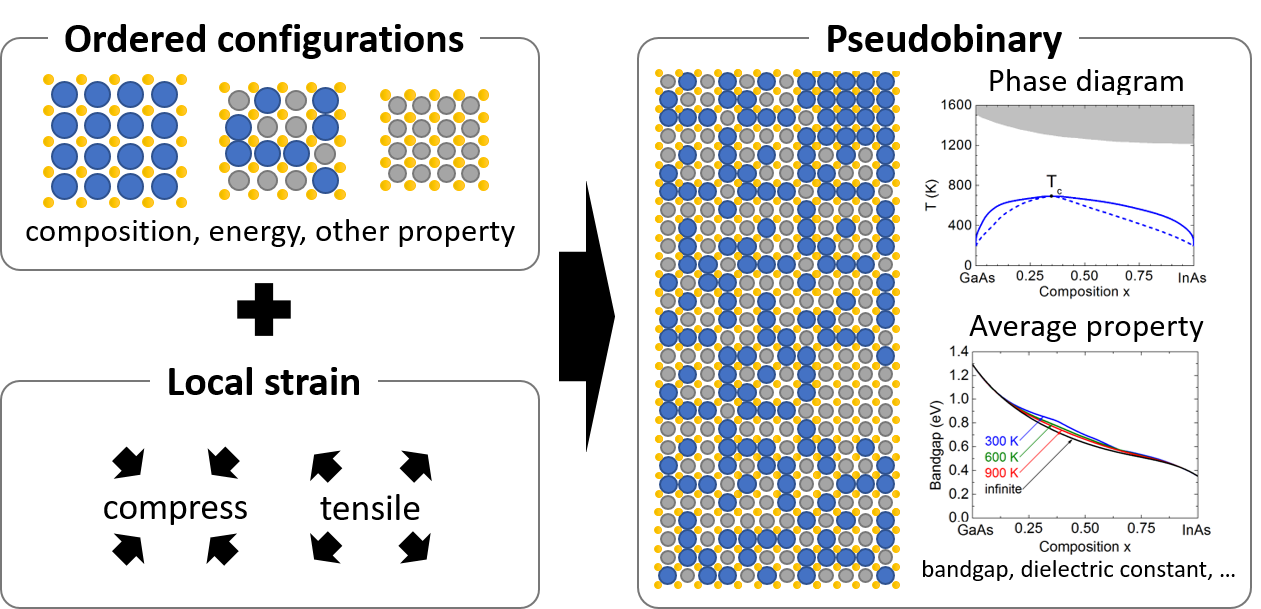 Ordered configurations
composition, energy, other property
Local strain
compress
tensile
Pseudobinary
Phase diagram
1600
1200
800
400
0
T (K)
Tc
GaAs 0.25 0.50 0.75 InAs
Composition x
Average property
1.4
1.2
1.0
0.8
0.6
0.4
0.2
0.0
Bandgap (eV)
300 K
600 K
900 K
infinite
GaAs 0.25 0.50 0.75 InAs
Composition x
bandgap, dielectric constant, ...